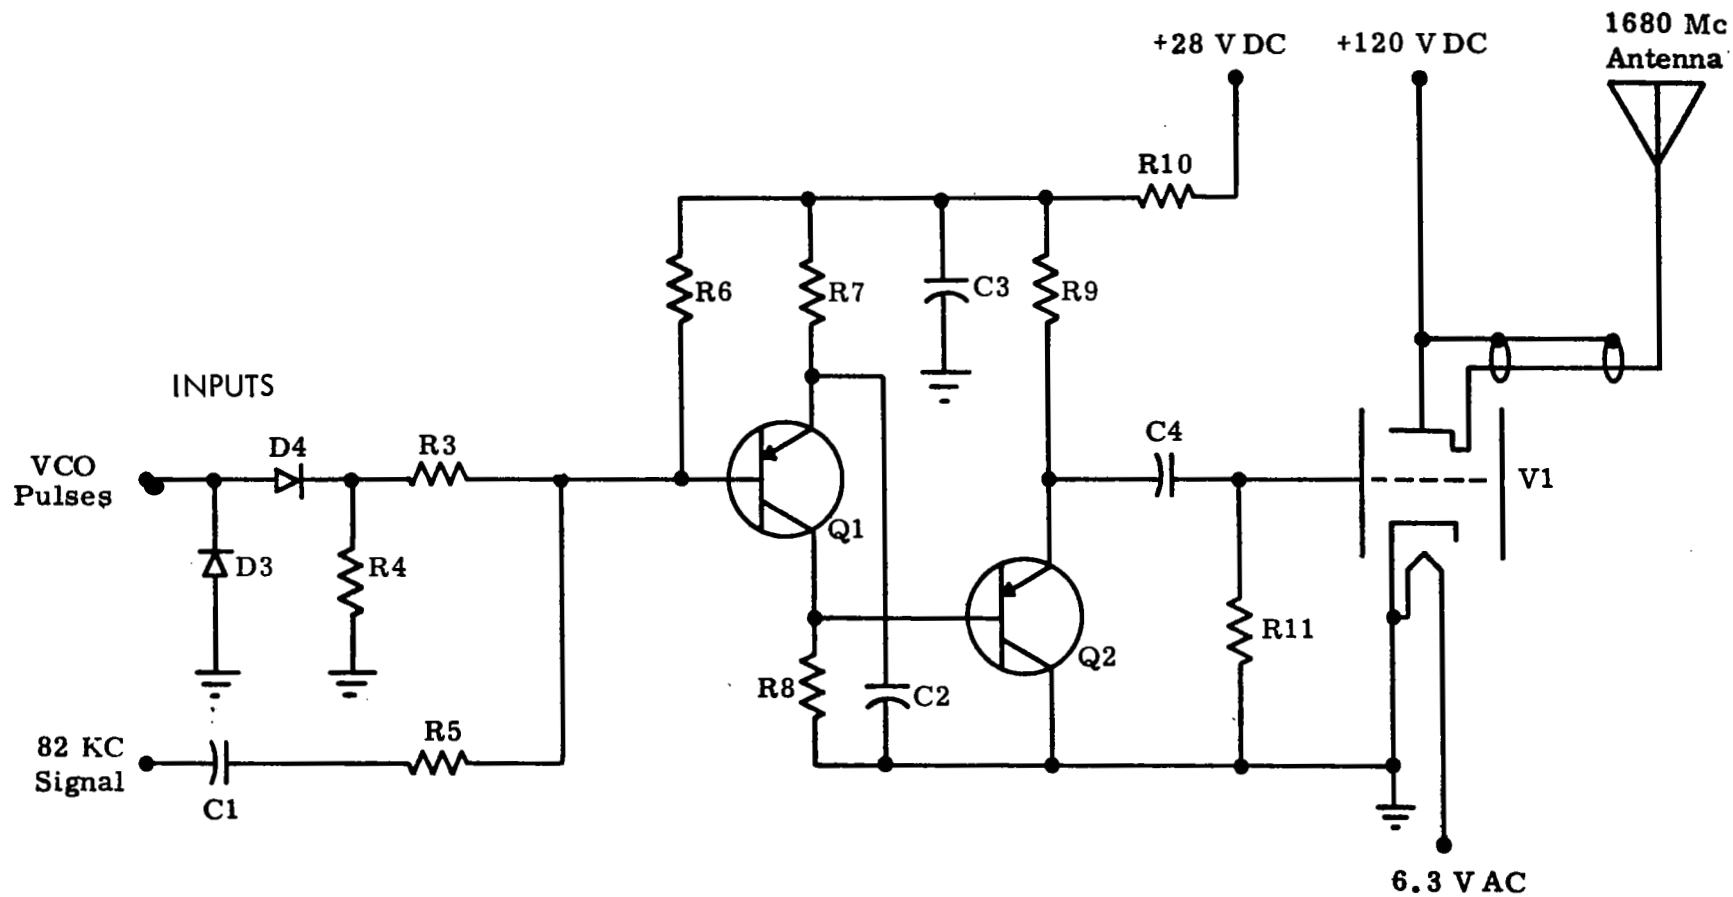 1680 Mc
Antenna
+28 V DC
+120 V DC
R10
R6
R7
C3
R9
INPUTS
D4
R3
C4
VCO
Pulses
V1
Q1
D3
R4
R11
Q2
R8
C2
R5
82 KC
Signal
C1
6.3 V AC